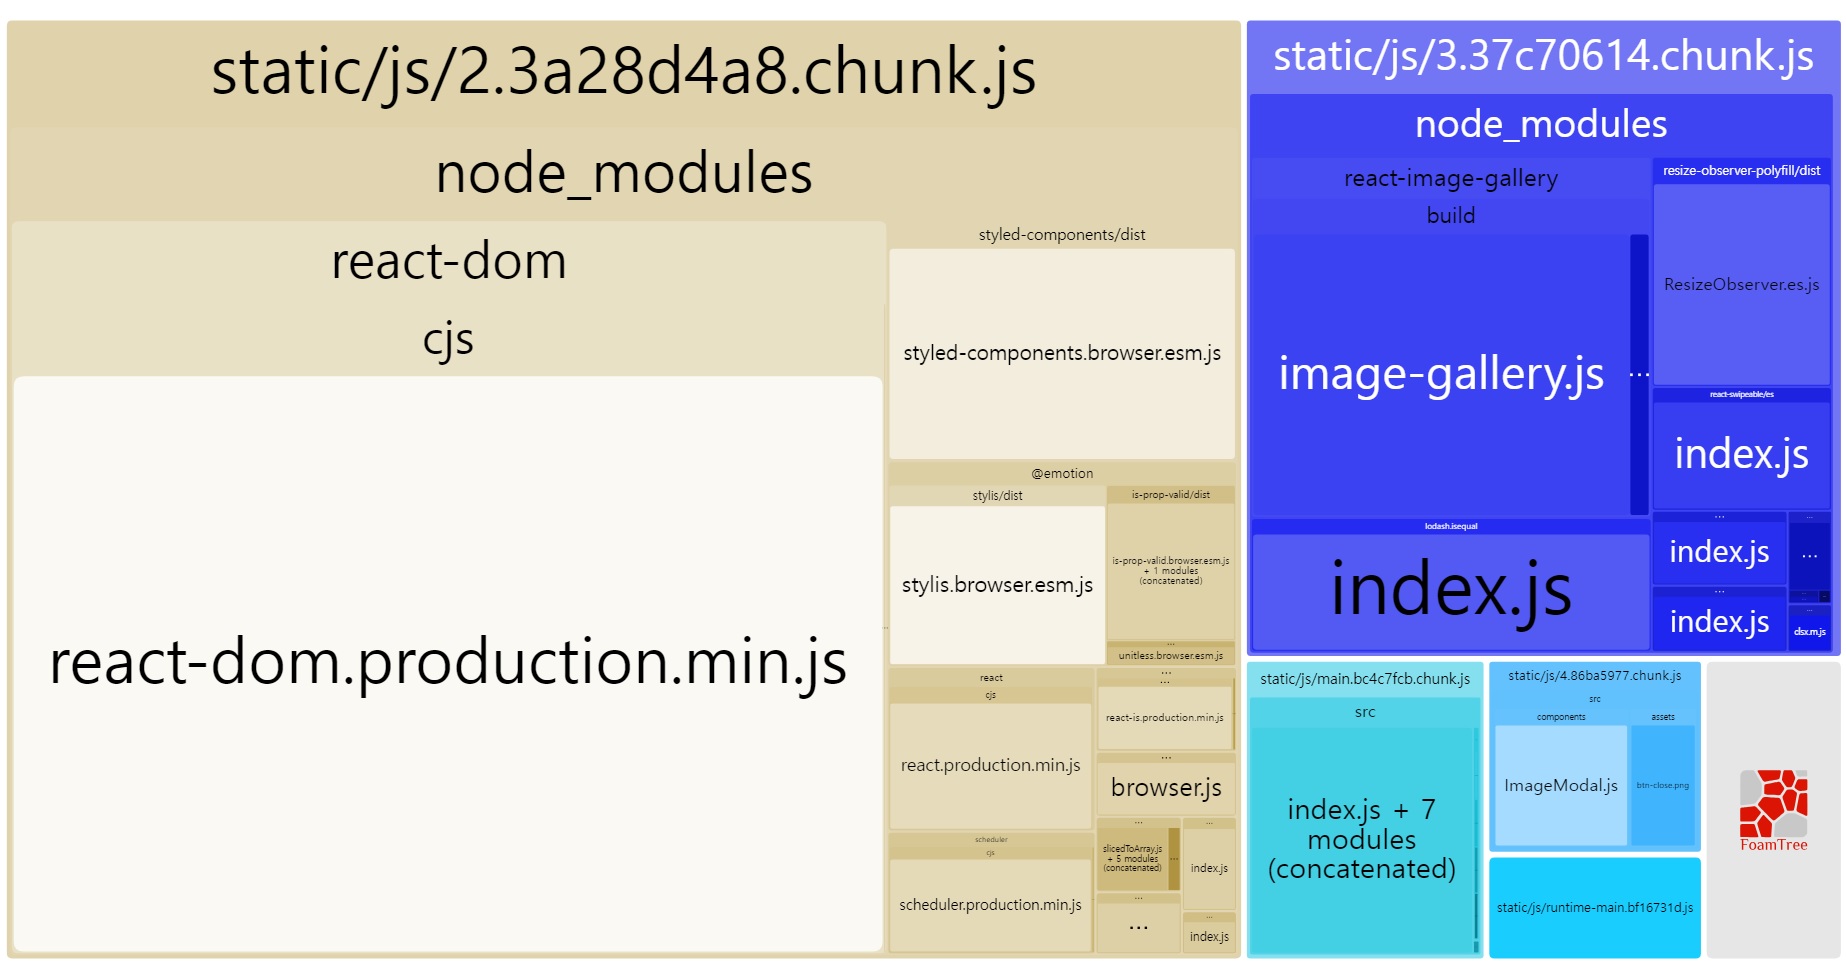 static/js/2.3a28d4a8.chunk.js
node_modules
react-dom
cjs
react-dom.production.min.js
...
styled-components/dist
styled-components.browser.esm.js
@emotion
stylis/dist
stylis.browser.esm.js
is-prop-valid/dist
is-prop-valid.browser.esm.js
+ 1 modules
(concatenated)
...
unitless.browser.esm.js
react
cjs
react.production.min.js
scheduler
cjs
scheduler.production.min.js
...
...
react-is.production.min.js
...
browser.js
...
slicedToArray.js
+ 5 modules
(concatenated)
...
...
index.js
...
...
...
index.js
static/js/3.37c70614.chunk.js
node_modules
react-image-gallery
build
image-gallery.js
...
lodash.isequal
index.js
resize-observer-polyfill/dist
ResizeObserver.es.js
react-swipeable/es
index.js
...
index.js
...
index.js
...
...
...
clsx.m.js
static/js/main.bc4c7fcb.chunk.js
src
index.js + 7
modules
(concatenated)
static/js/4.86ba5977.chunk.js
src
components
ImageModal.js
assets
btn-close.png
static/js/runtime-main.bf16731d.js
FoamTree